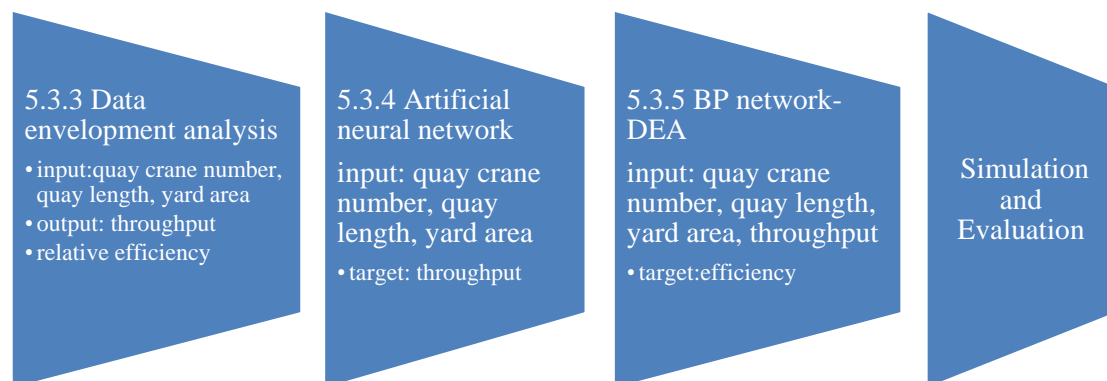 5.3.3 Data
envelopment analysis
• input:quay crane number,
quay length, yard area
• output: throughput
• relative efficiency
5.3.4 Artificial
neural network
input: quay crane
number, quay
length, yard area
• target: throughput
5.3.5 BP network-
DEA
input: quay crane
number, quay length,
yard area, throughput
• target:efficiency
Simulation
and
Evaluation